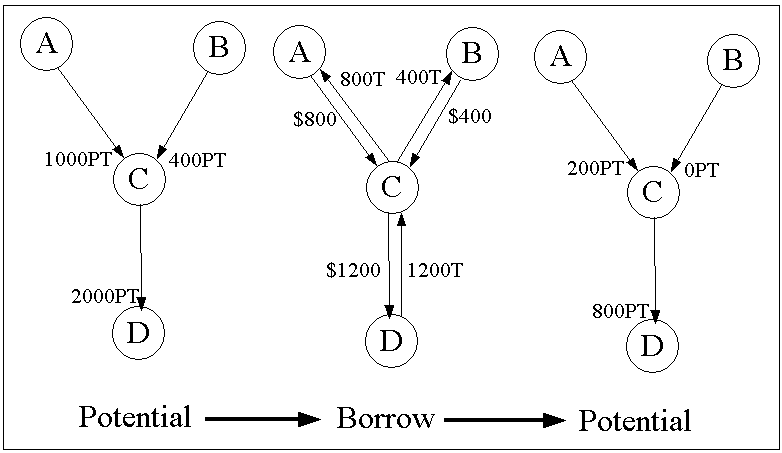 A
B
1000PT
400PT
C
2000PT
D
A
B
800T
400T
$800
$400
C
$1200
1200T
D
A
B
200PT
0PT
C
800PT
D
Potential
Borrow
Potential